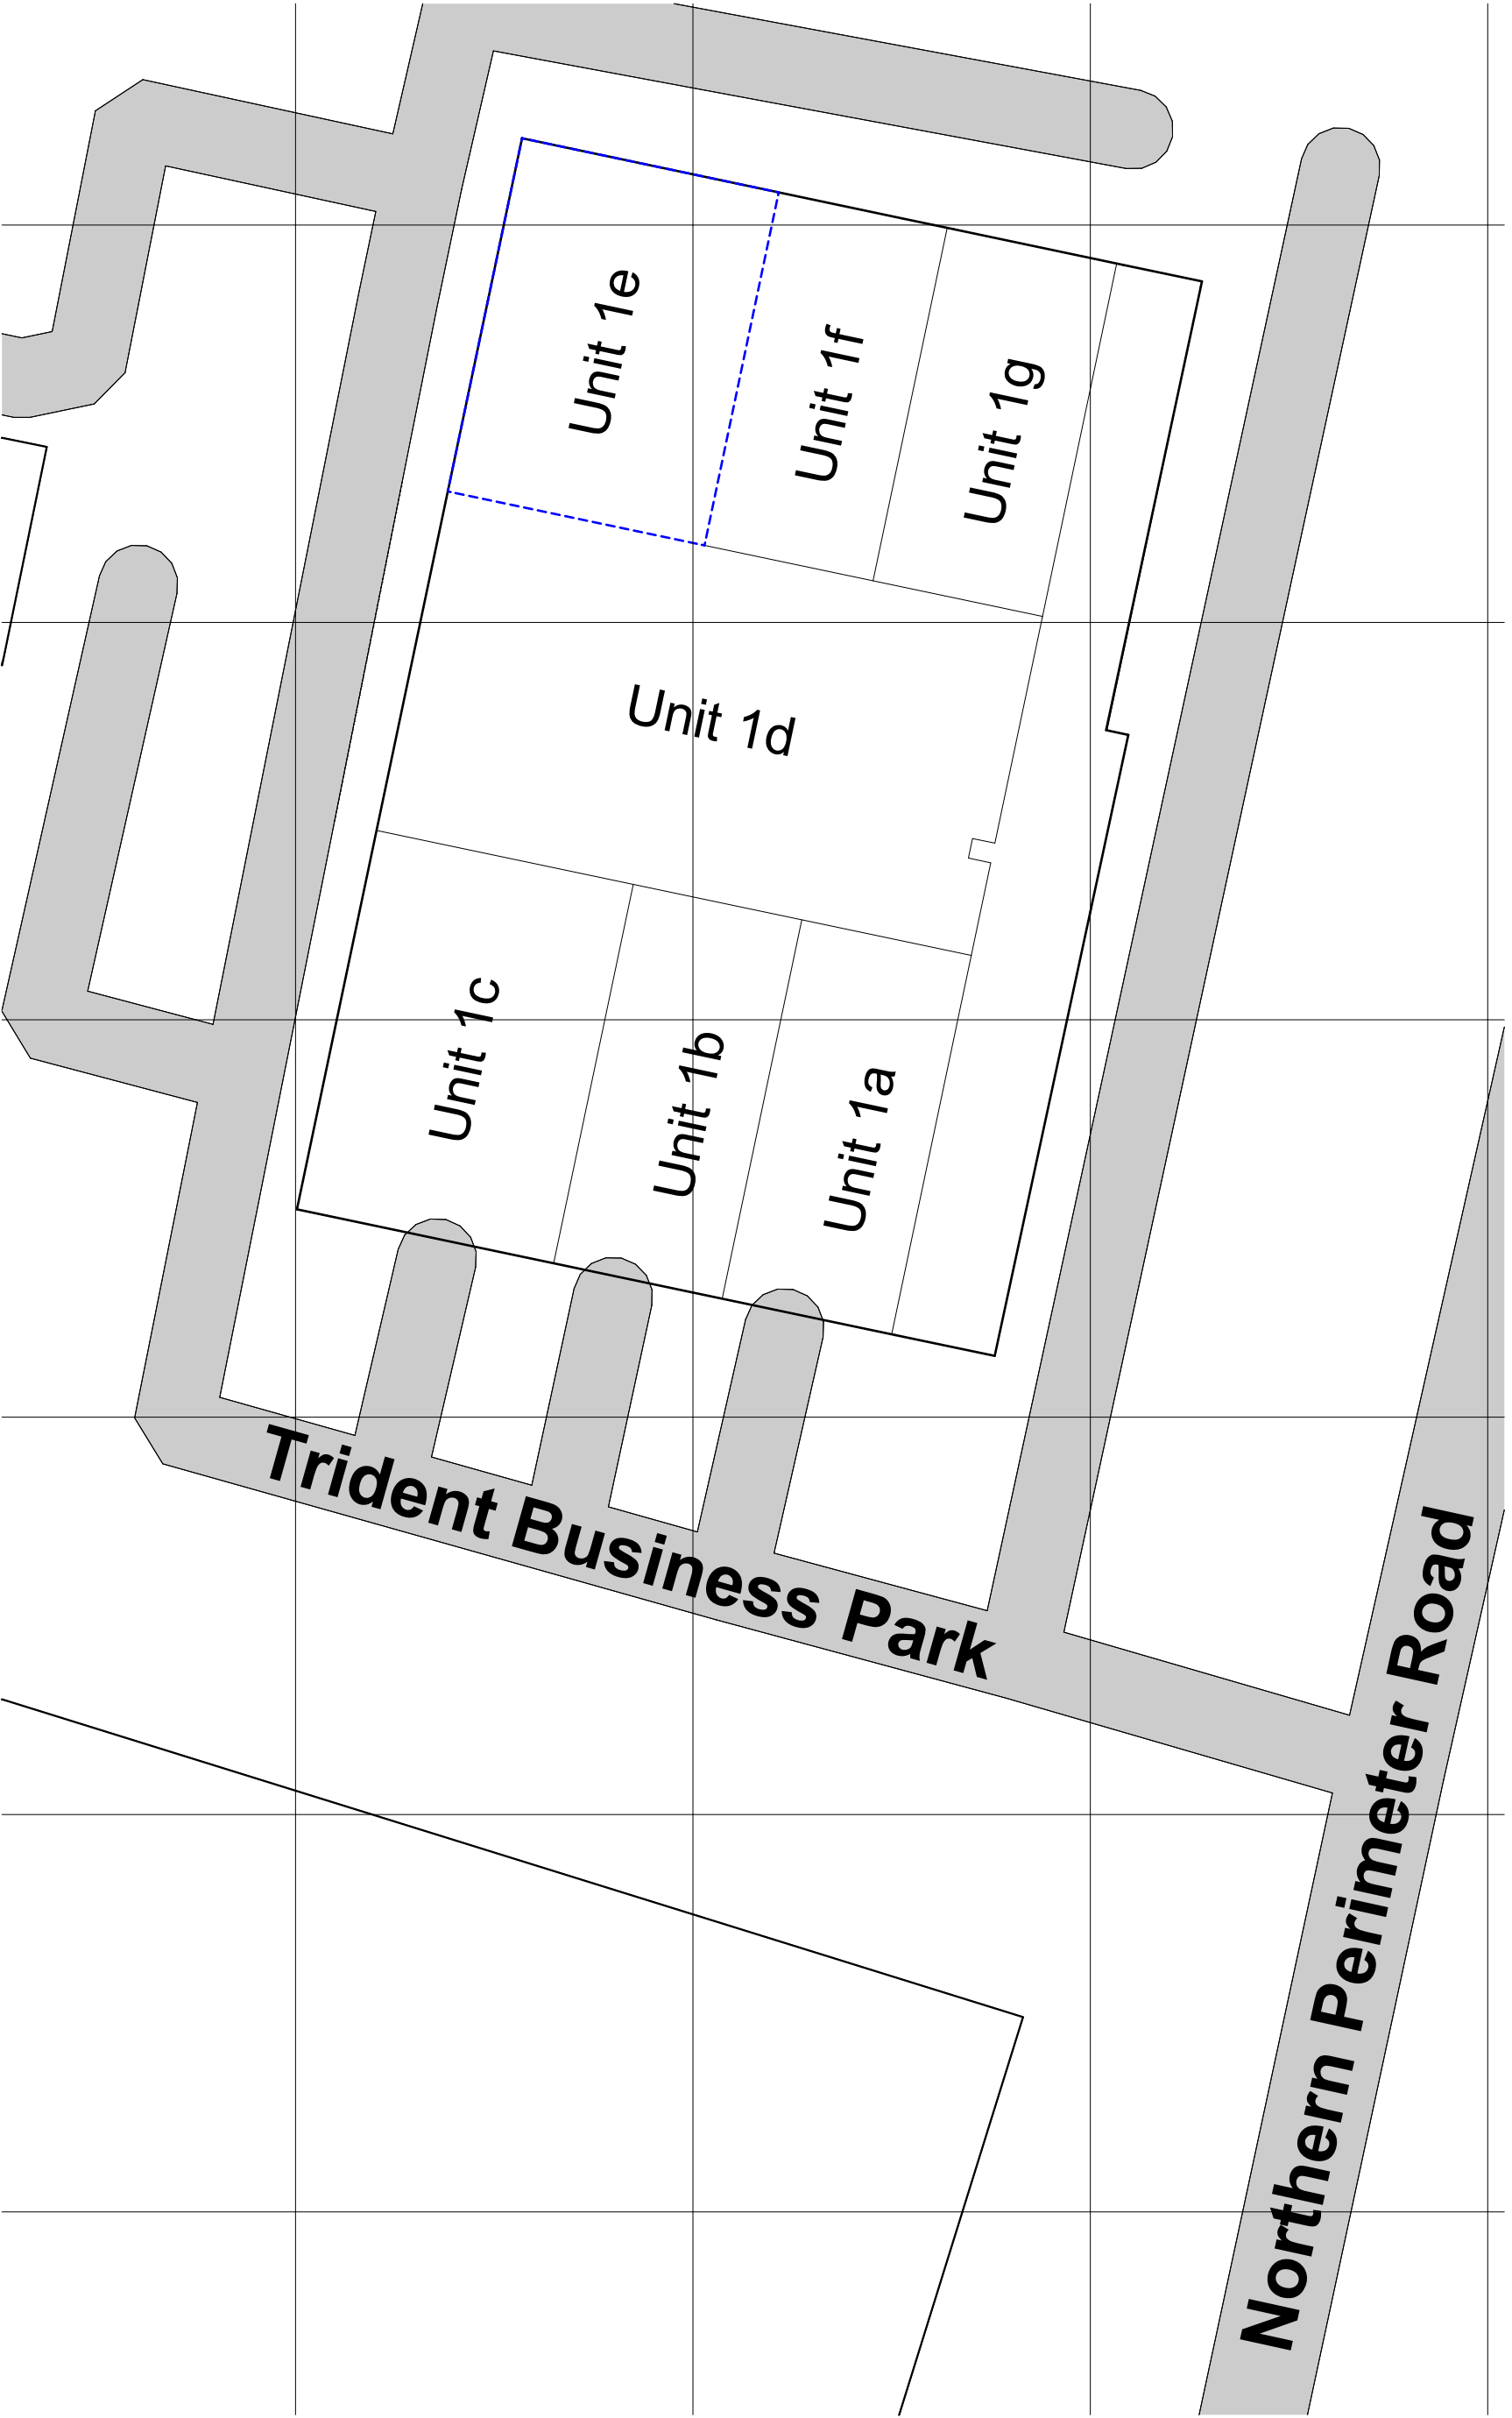 Unit 1e
Unit 1f
Unit 1g
Unit 1d
Unit 1c
Unit 1b
Unit 1a
Trident Business Park
Northern Perimeter Road